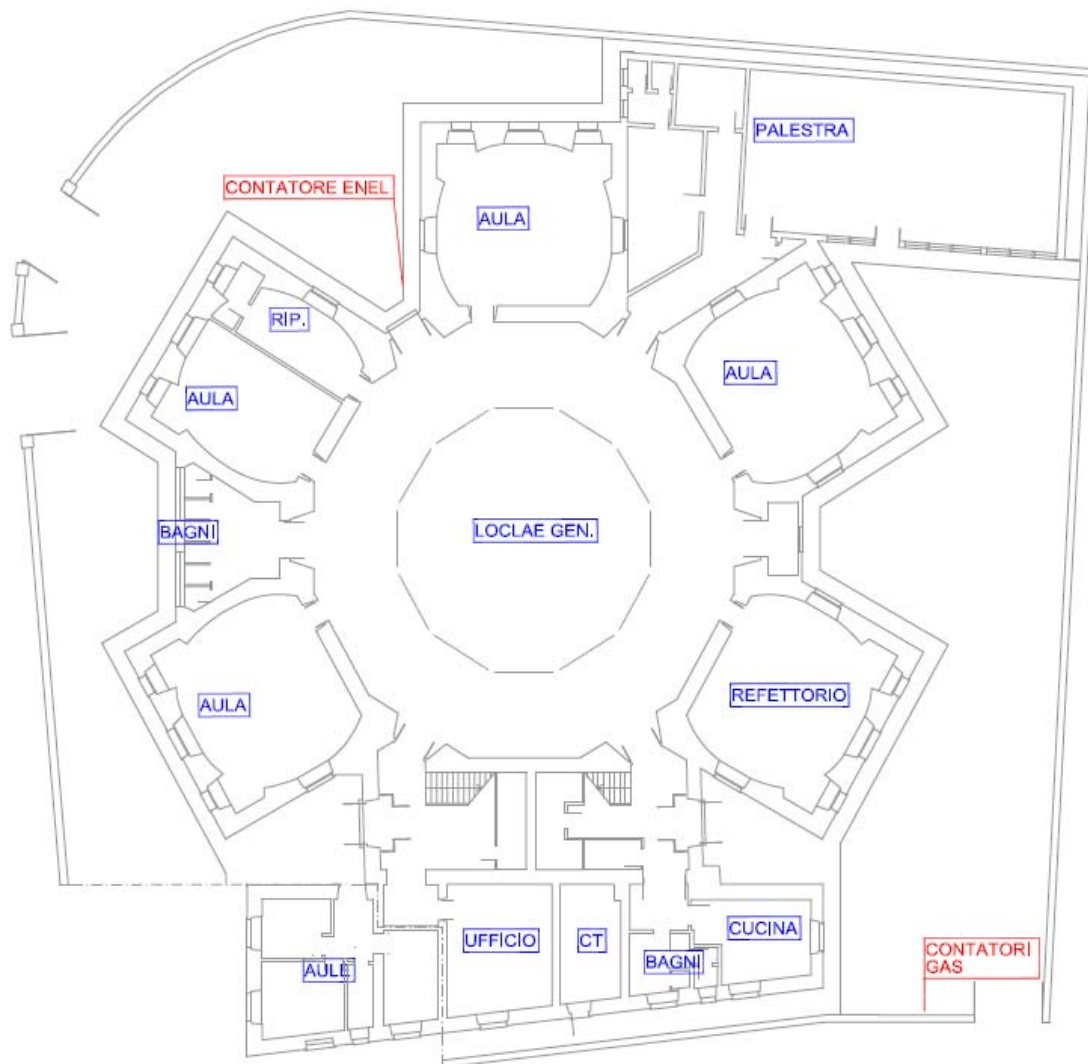 PALESTRA
CONTATORE ENEL
AULA
RIP.
AULA
AULA
BAGNI
LOCLAE GEN.
AULA
REFETTORIO
UFFICIO
CT
BAGNI
CUCINA
AULE
CONTATORI
GAS